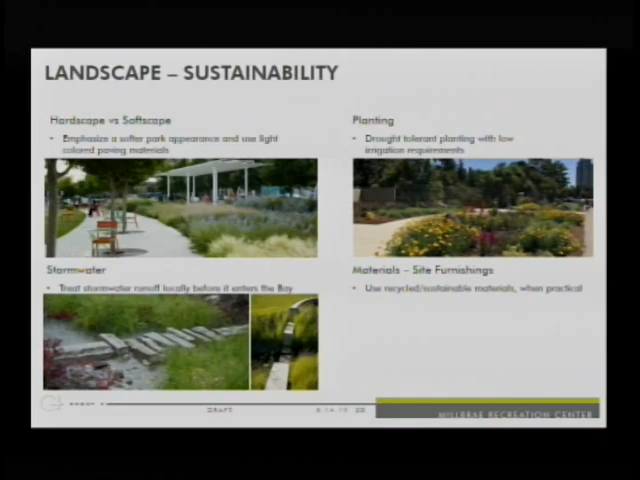 LANDSCAPE – SUSTAINABILITY
Hardscape vs Softscape
• Emphasize a softer park appearance and use light
colored paving materials
Planting
• Drought tolerant planting with low
irrigation requirements
Stormwater
• Treat stormwater runoff locally before it enters the Bay
Materials – Site Furnishings
• Use recycled/sustainable materials, when practical
GROUP 4
DRAFT
MILLBRAE RECREATION CENTER